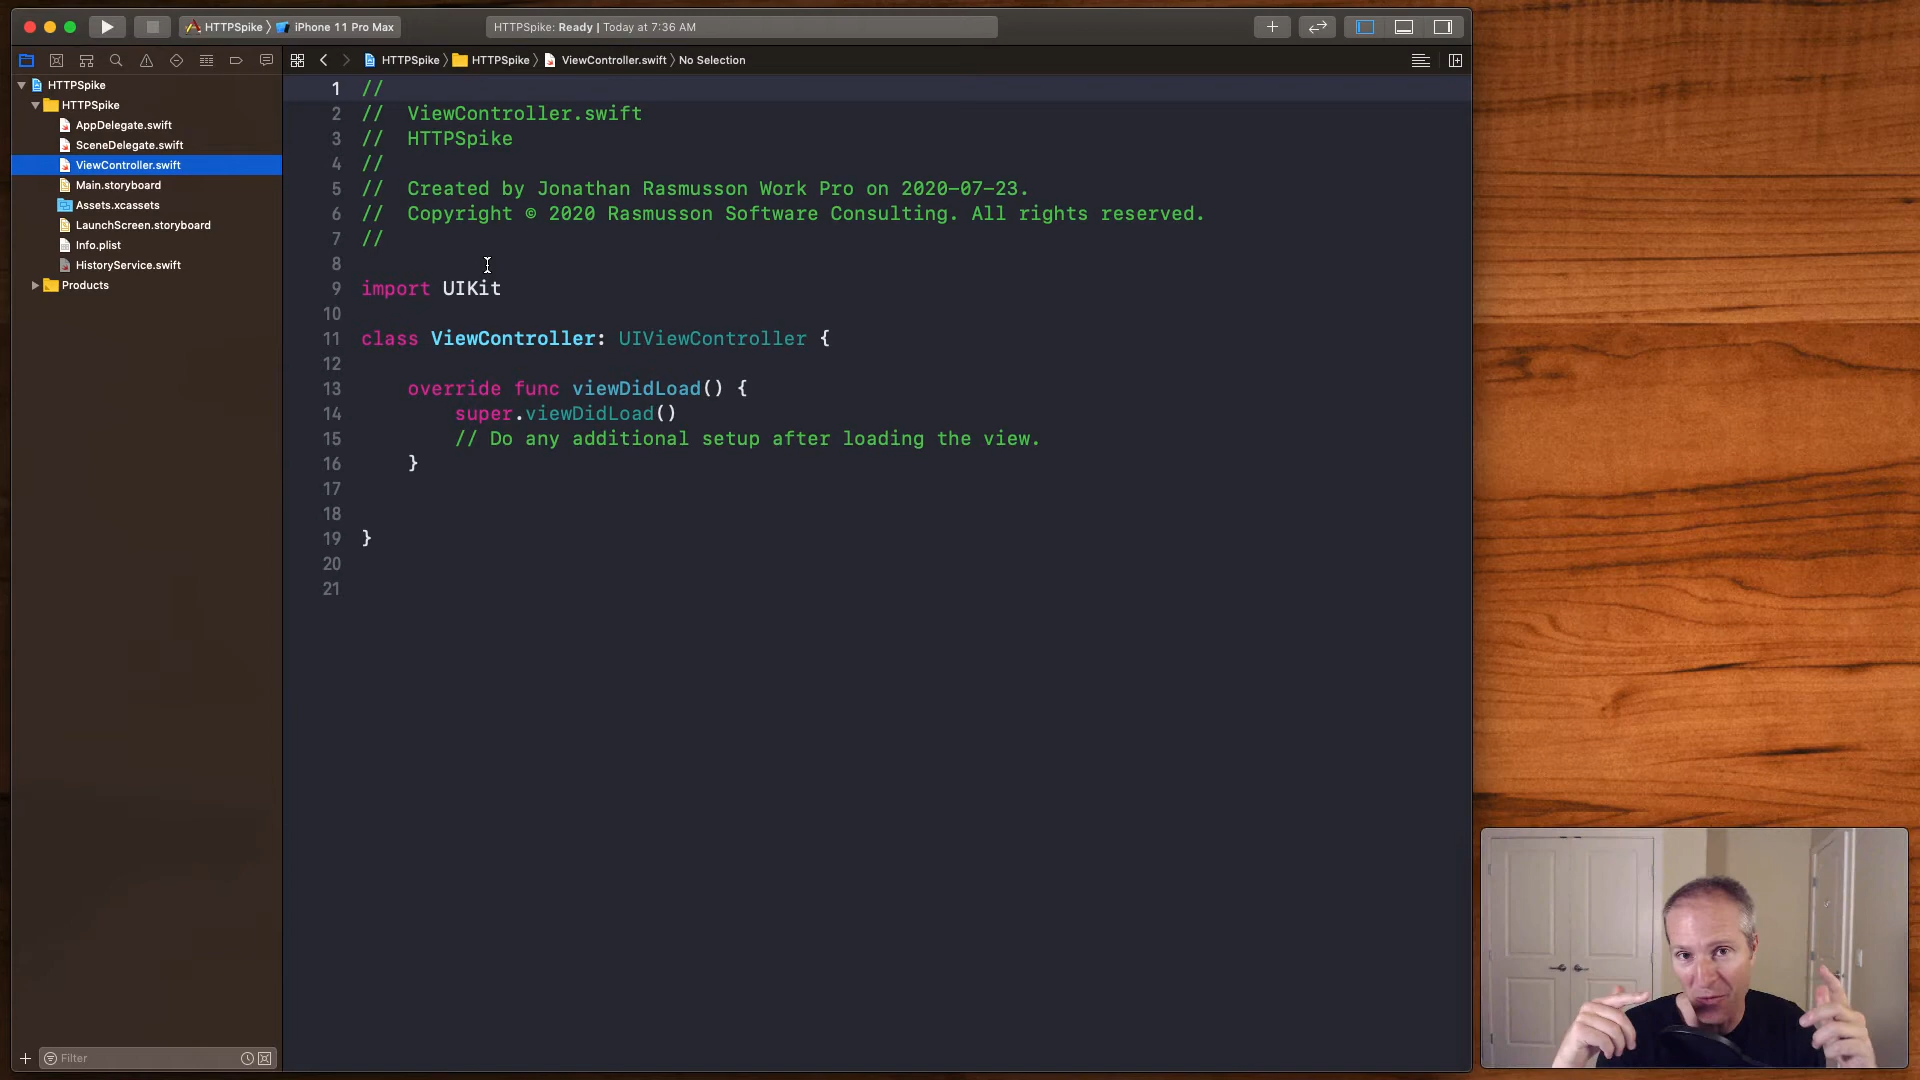 HTTPSpike 〉 iPhone 11 Pro Max
HTTPSpike: Ready | Today at 7:36 AM
HTTPSpike 〉 HTTPSpike 〉 ViewController.swift 〉 No Selection
HTTPSpike
HTTPSpike
AppDelegate.swift
SceneDelegate.swift
ViewController.swift
Main.storyboard
Assets.xcassets
LaunchScreen.storyboard
Info.plist
HistoryService.swift
Products
Filter
1 //
2 //  ViewController.swift
3 //  HTTPSpike
4 //
5 //  Created by Jonathan Rasmusson Work Pro on 2020-07-23.
6 //  Copyright © 2020 Rasmusson Software Consulting. All rights reserved.
7 //
8
9 import UIKit
10
11 class ViewController: UIViewController {
12
13     override func viewDidLoad() {
14         super.viewDidLoad()
15         // Do any additional setup after loading the view.
16     }
17
18
19 }
20
21